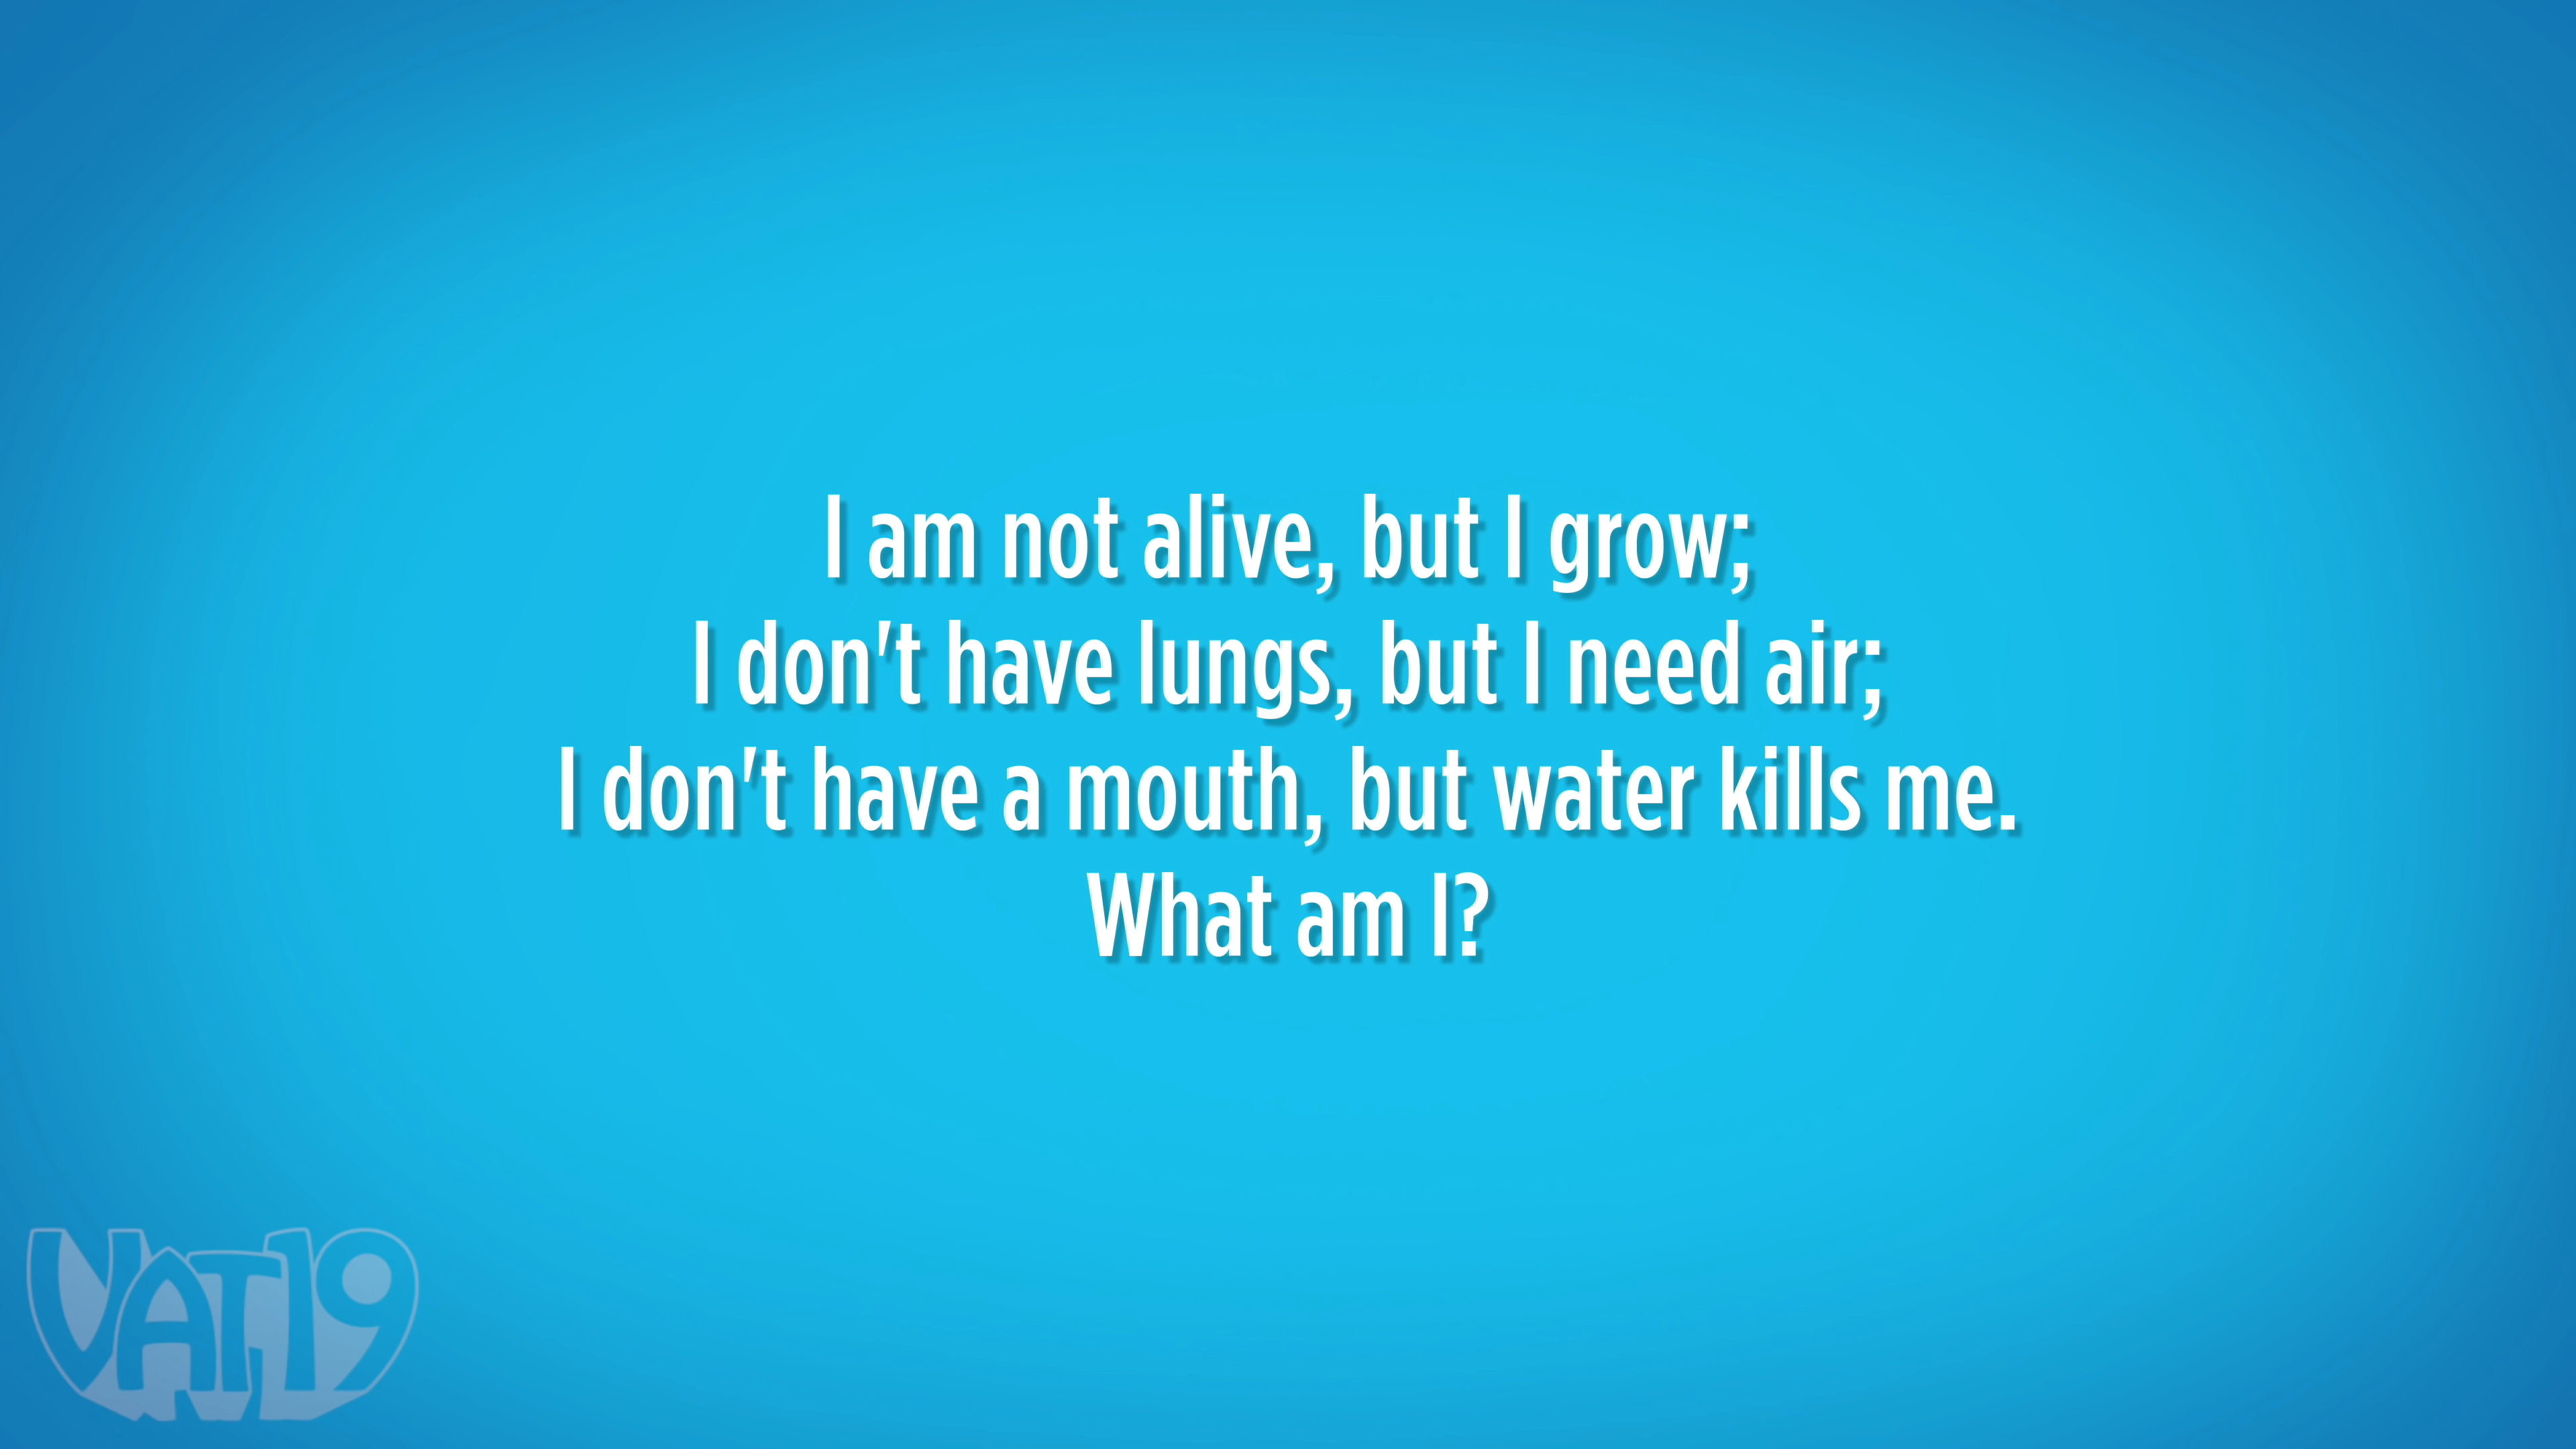 I am not alive, but I grow;
I don't have lungs, but I need air;
I don't have a mouth, but water kills me.
What am I?
VAT19